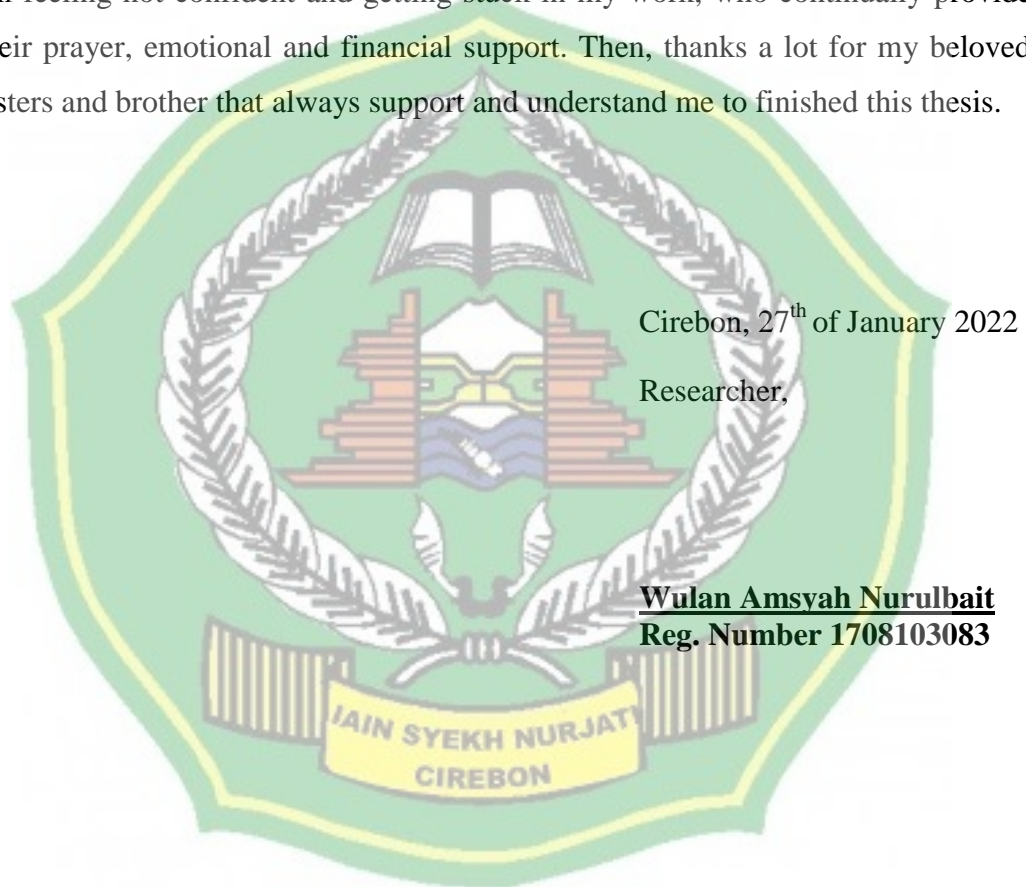 feeling not confident and getting stuck in my work, who continually provide
prayer, emotional and financial support. Then, thanks a lot for my beloved
and brother that always support and understand me to finished this thesis.
Cirebon, 27th of January 2022
Researcher,
Wulan Amsyah Nurulbait
Reg. Number 1708103083
IAIN SYEKH NURJATI
CIREBON